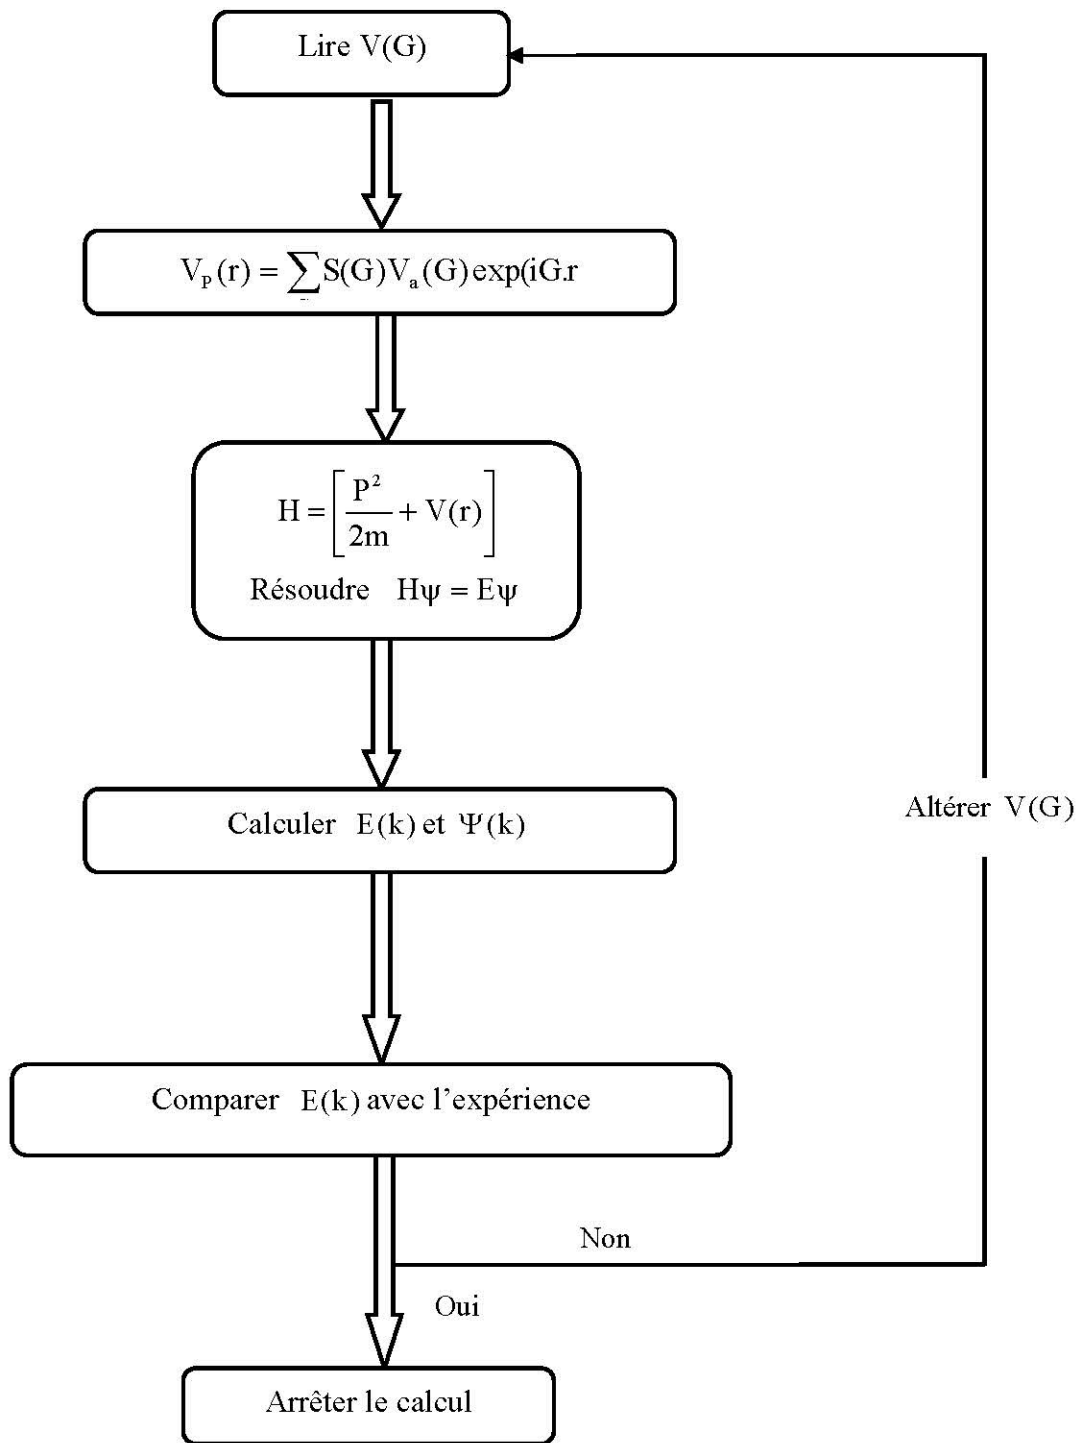 Lire V(G)
V_P(r) = ∑S(G)V_a(G)exp(iG.r
H = [P²/2m + V(r)]
Résoudre Hψ = Eψ
Calculer E(k) et Ψ(k)
Altérer V(G)
Comparer E(k) avec l’expérience
Non
Oui
Arrêter le calcul